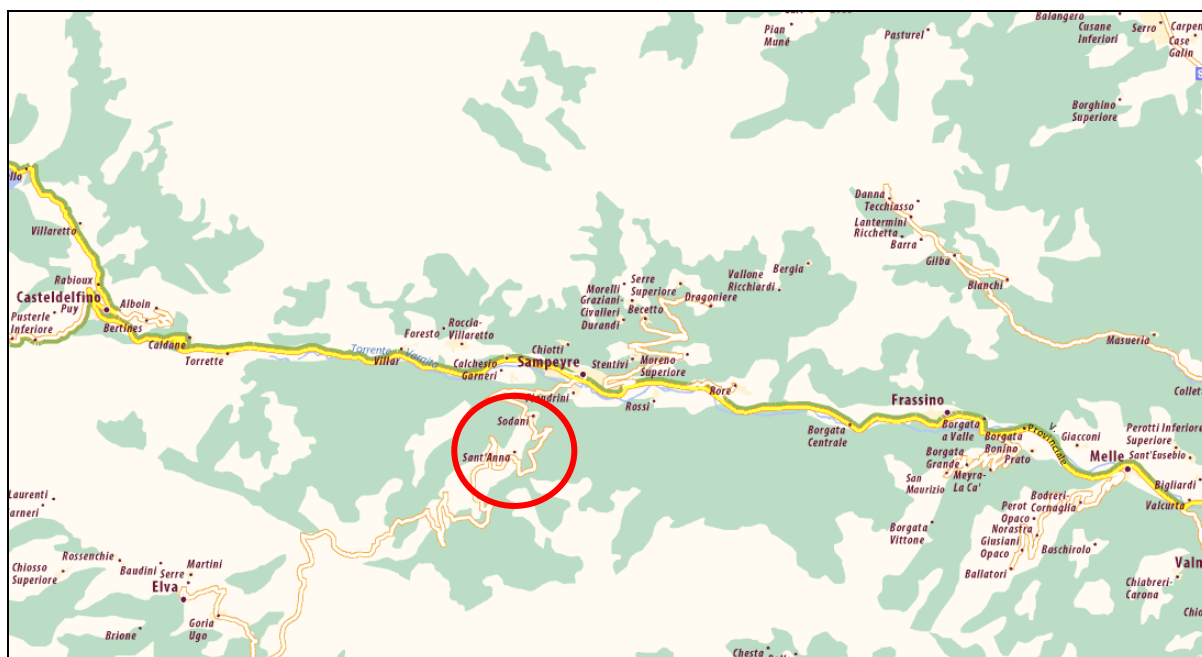 Pian
Muné
Pasturel
Balangero
Cusane
Inferiori
Serro
Case
Galin
Borghino
Superiore
Danna
Tecchiasso
Lantermini
Ricchetta
Barra
Gilba
Bianchi
Masueria
Villaretto
Rabioux
Casteldelfino
Puy
Pusterle
Inferiore
Alboin
Bertines
Caldane
Torrette
Torrente Varaita
Villar
Foresto
Roccia-
Villaretto
Calchesio
Garneri
Chiotti
Sampeyre
Stentivi
Morelli
Graziani-
Civalleri
Durandi
Serre
Superiore
Becetto
Dragoniere
Vallone
Ricchiardi
Bergia
Moreno
Superiore
Rore
Rossi
Sodani
Sant'Anna
Borgata
Centrale
Frassino
Borgata
a Valle
V.
Provinciale
Borgata
Bonino
Prato
Giacconi
Perotti Inferiore
Superiore
Sant'Eusebio
Melle
Borgata
Grande
Meyra-
La Ca'
San
Maurizio
Borgata
Vittone
Bodreri-
Cornaglia
Perot
Opaco
Norastra
Giusiani
Opaco
Ballatori
Baschirolo
Bigliardi
Valcurta
Chiabreri-
Carona
Laurenti
Rossenchie
Chiosso
Superiore
Baudini
Serre
Martini
Elva
Goria
Ugo
Brione
Chesta